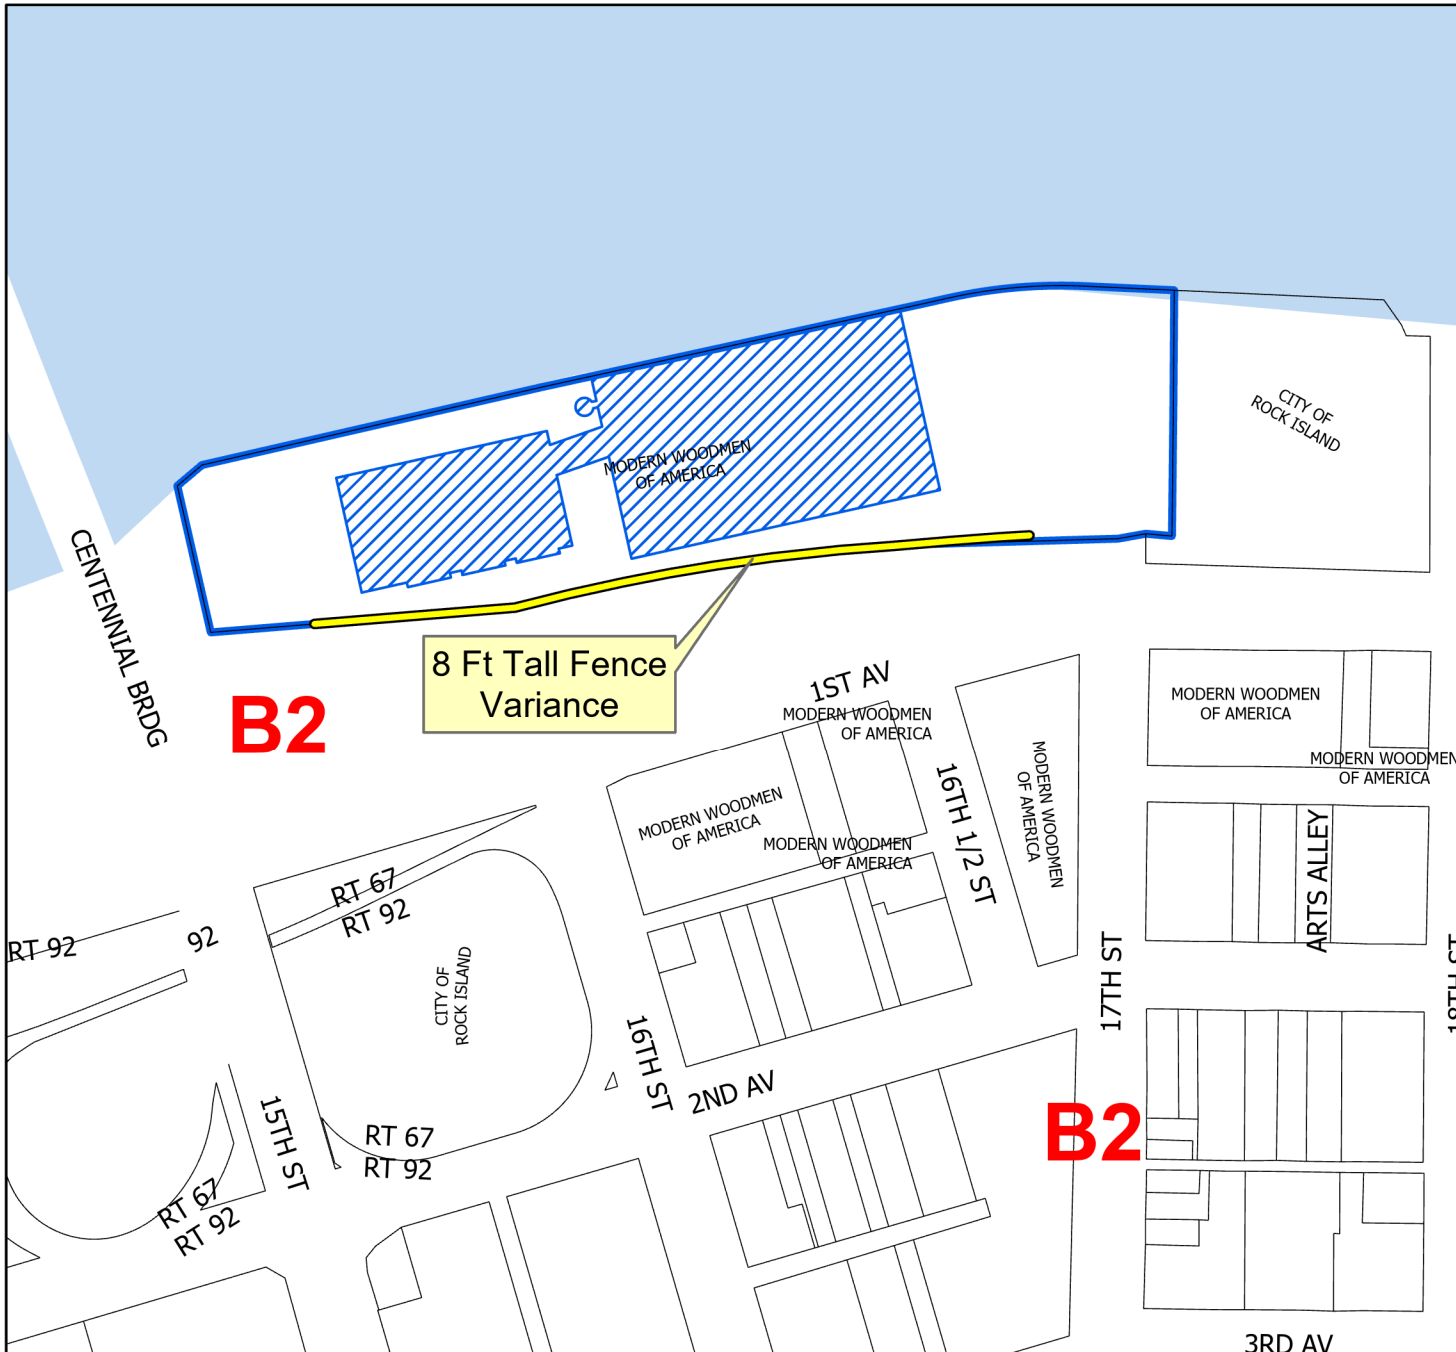 CITY OF
ROCK ISLAND
MODERN WOODMEN
OF AMERICA
CENTENNIAL BRDG
8 Ft Tall Fence
Variance
B2
1ST AV
MODERN WOODMEN
OF AMERICA
MODERN WOODMEN
OF AMERICA
MODERN WOODMEN
OF AMERICA
MODERN WOODMEN
OF AMERICA
MODERN WOODMEN
OF AMERICA
MODERN WOODMEN
OF AMERICA
16TH 1/2 ST
ARTS ALLEY
RT 67
RT 92
RT 92
92
CITY OF
ROCK ISLAND
17TH ST
18TH ST
16TH ST
2ND AV
B2
15TH ST
RT 67
RT 92
RT 67
RT 92
3RD AV